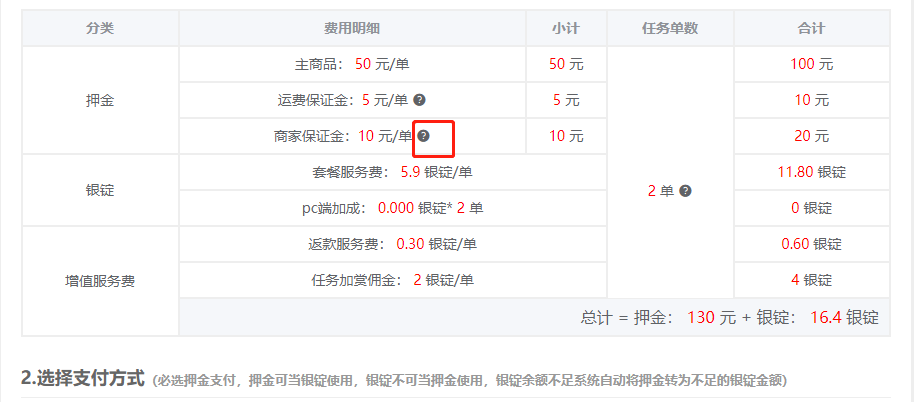 分类 费用明细 小计 任务单数 合计
主商品： 50 元/单 50 元 100 元
押金 运费保证金：5 元/单 ? 5 元 10 元
商家保证金：10 元/单 ? 10 元 20 元
套餐服务费： 5.9 银锭/单 11.80 银锭
银锭 2 单 ?
pc端加成： 0.000 银锭* 2 单 0 银锭
返款服务费： 0.30 银锭/单 0.60 银锭
增值服务费 任务加赏佣金： 2 银锭/单 4 银锭
总计 = 押金： 130 元 + 银锭： 16.4 银锭
2.选择支付方式 (必选押金支付，押金可当银锭使用，银锭不可当押金使用，银锭余额不足系统自动将押金转为不足的银锭金额)